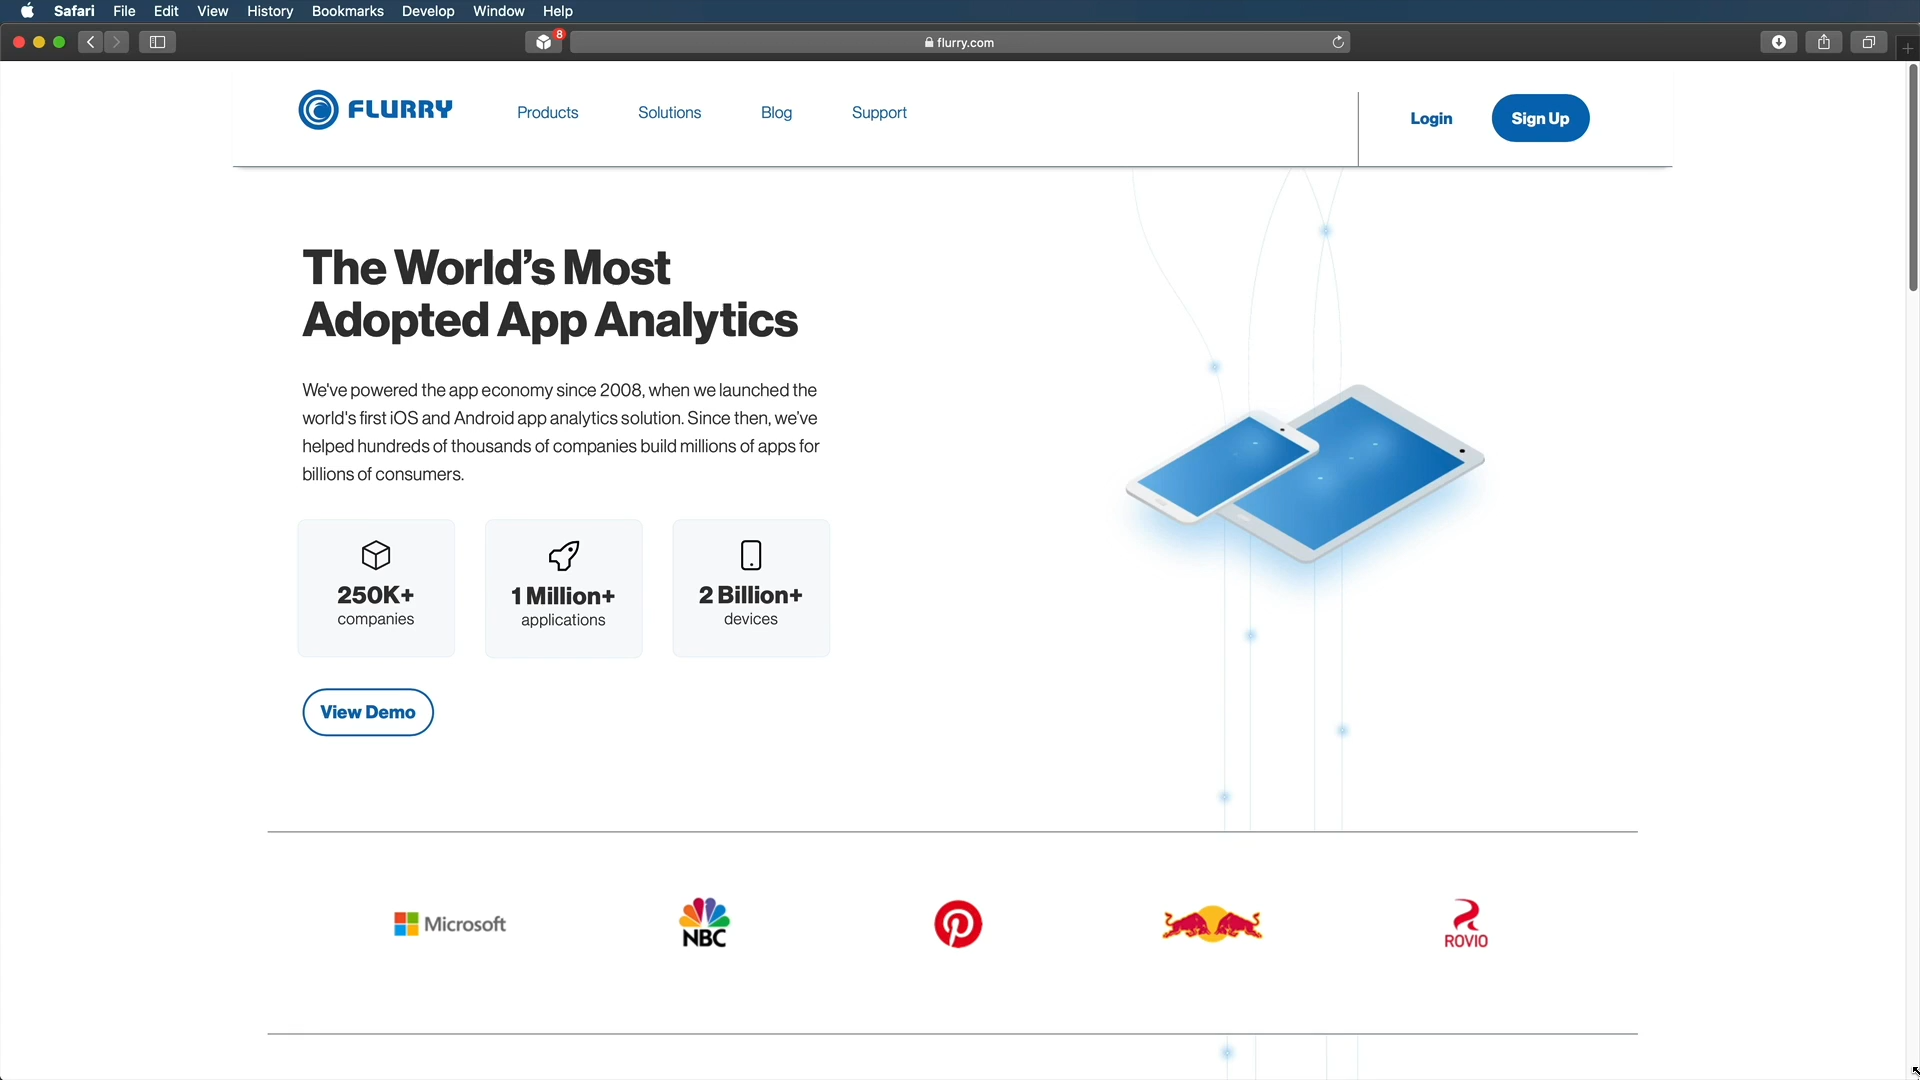 Safari File Edit View History Bookmarks Develop Window Help
8
flurry.com
FLURRY Products Solutions Blog Support Login Sign Up
The World’s Most
Adopted App Analytics
We've powered the app economy since 2008, when we launched the
world's first iOS and Android app analytics solution. Since then, we've
helped hundreds of thousands of companies build millions of apps for
billions of consumers.
250K+ 1 Million+ 2 Billion+
companies applications devices
View Demo
Microsoft NBC ROVIO